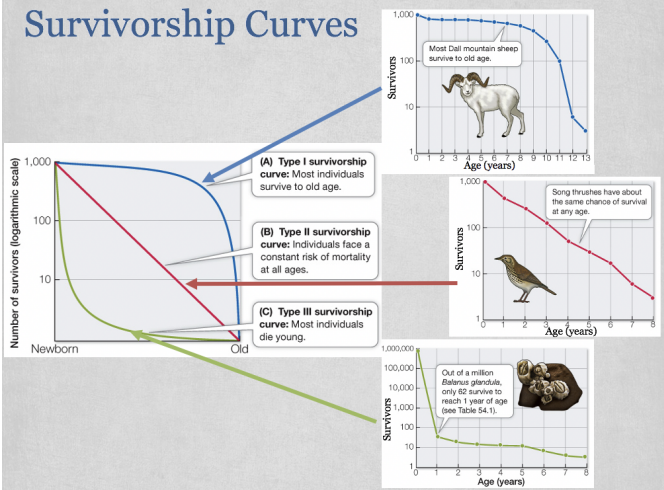 Survivorship Curves
Number of survivors (logarithmic scale)
1,000
100
10
Newborn
Old
(A) Type I survivorship
curve: Most individuals
survive to old age.
(B) Type II survivorship
curve: Individuals face a
constant risk of mortality
at all ages.
(C) Type III survivorship
curve: Most individuals
die young.
Survivors
1,000
100
10
1
Most Dall mountain sheep
survive to old age.
0 1 2 3 4 5 6 7 8 9 10 11 12 13
Age (years)
Survivors
1,000
100
10
1
Song thrushes have about
the same chance of survival
at any age.
0 1 2 3 4 5 6 7 8
Age (years)
Survivors
1,000,000
100,000
10,000
1,000
100
10
1
Out of a million
Balanus glandula,
only 62 survive to
reach 1 year of age
(see Table 54.1).
0 1 2 3 4 5 6 7 8
Age (years)